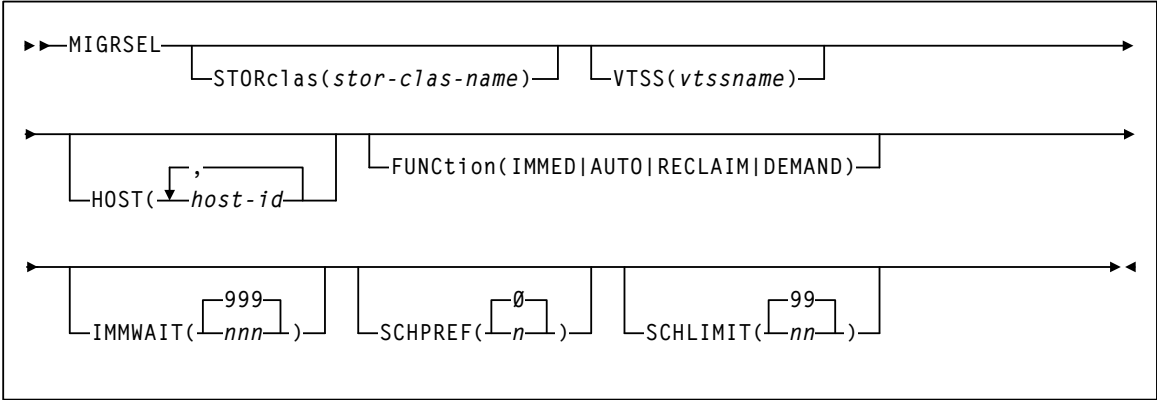 MIGRSEL
STORclas(stor-clas-name)
VTSS(vtssname)
,
HOST(host-id
FUNCtion(IMMED|AUTO|RECLAIM|DEMAND)
999
IMMWAIT(nnn)
Ø
SCHPREF(n)
99
SCHLIMIT(nn)